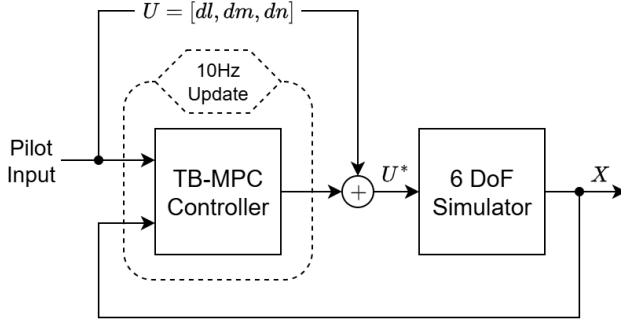 U = [dl, dm, dn]
10Hz
Update
Pilot
Input
TB-MPC
Controller
+
U*
6 DoF
Simulator
X